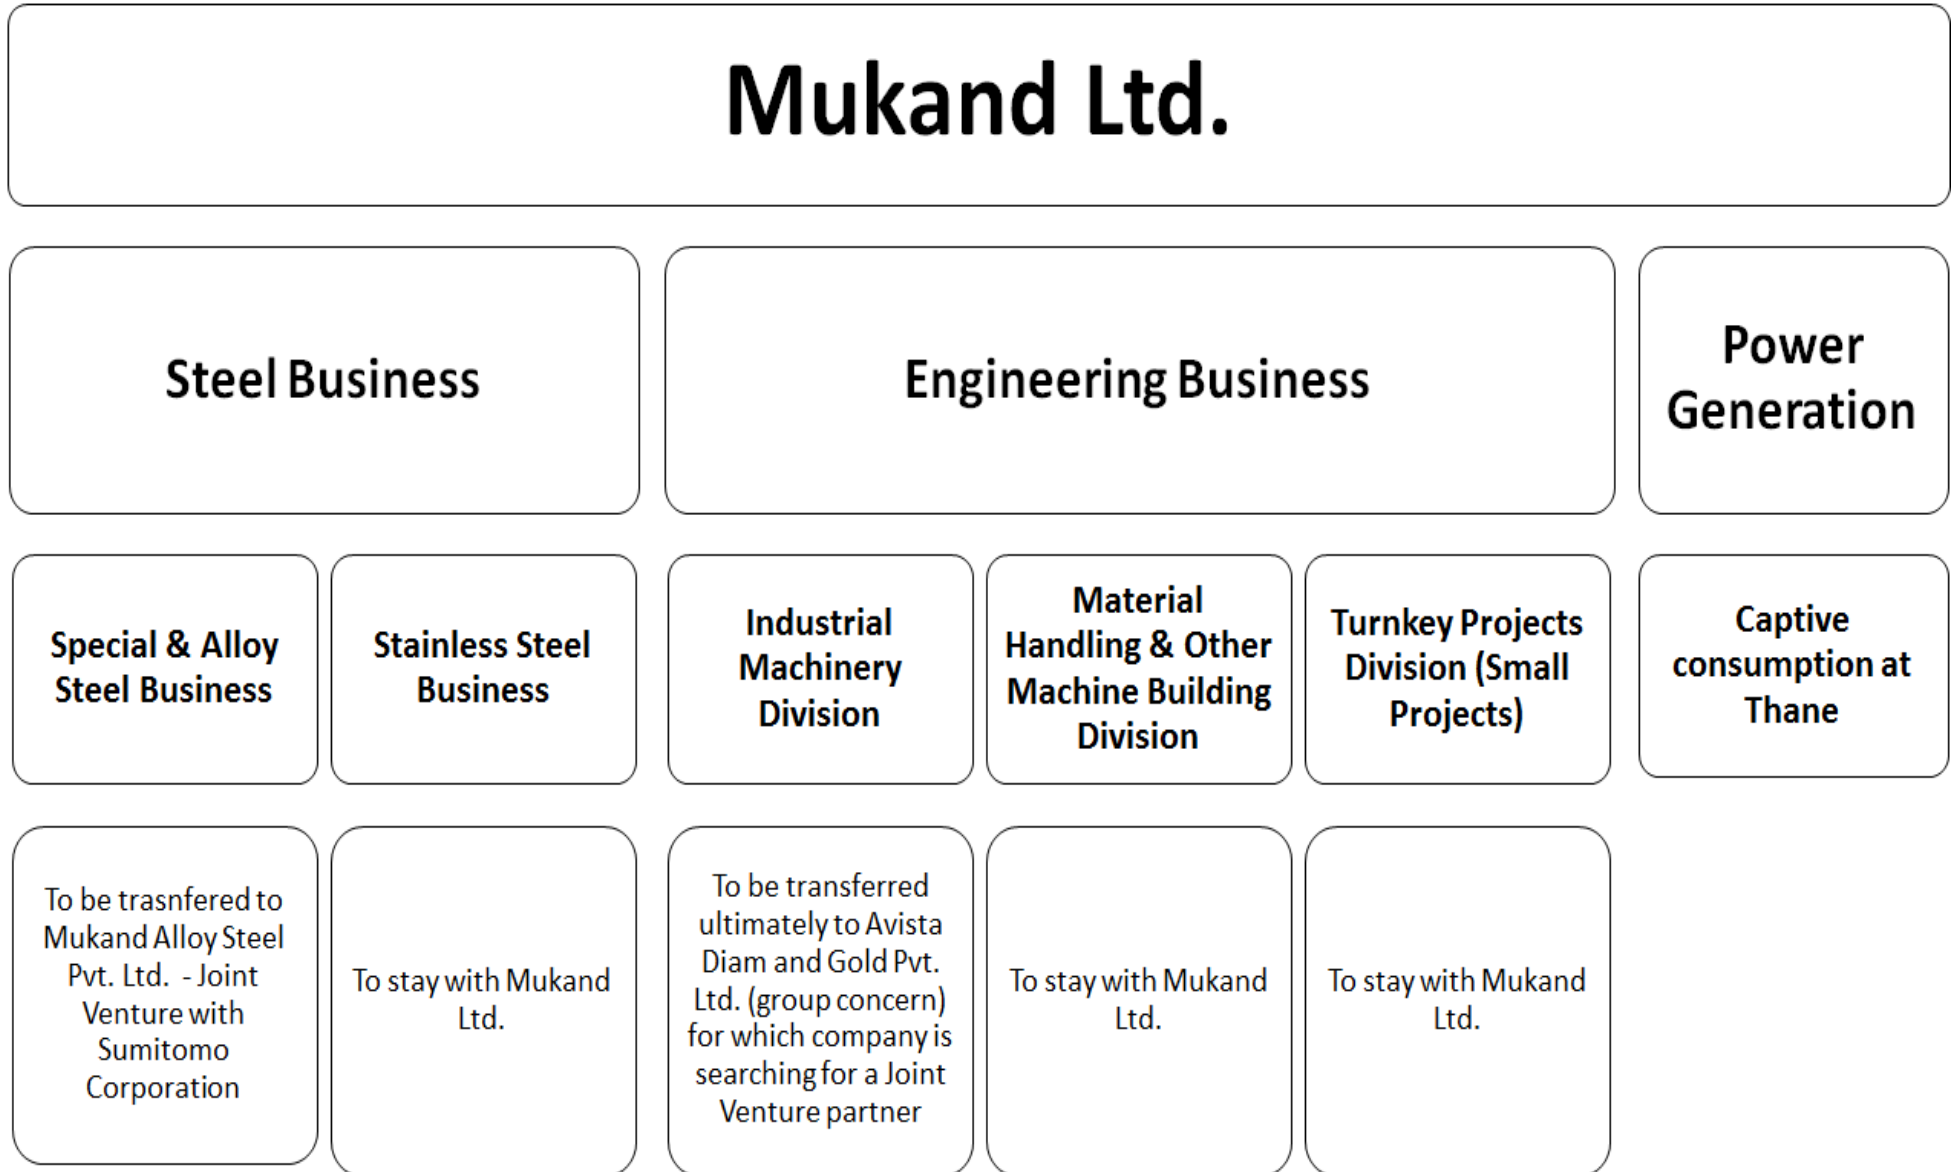 Mukand Ltd.
Steel Business
Engineering Business
Power
Generation
Special & Alloy
Steel Business
Stainless Steel
Business
Industrial
Machinery
Division
Material
Handling & Other
Machine Building
Division
Turnkey Projects
Division (Small
Projects)
Captive
consumption at
Thane
To be trasnfered to
Mukand Alloy Steel
Pvt. Ltd. - Joint
Venture with
Sumitomo
Corporation
To stay with Mukand
Ltd.
To be transferred
ultimately to Avista
Diam and Gold Pvt.
Ltd. (group concern)
for which company is
searching for a Joint
Venture partner
To stay with Mukand
Ltd.
To stay with Mukand
Ltd.